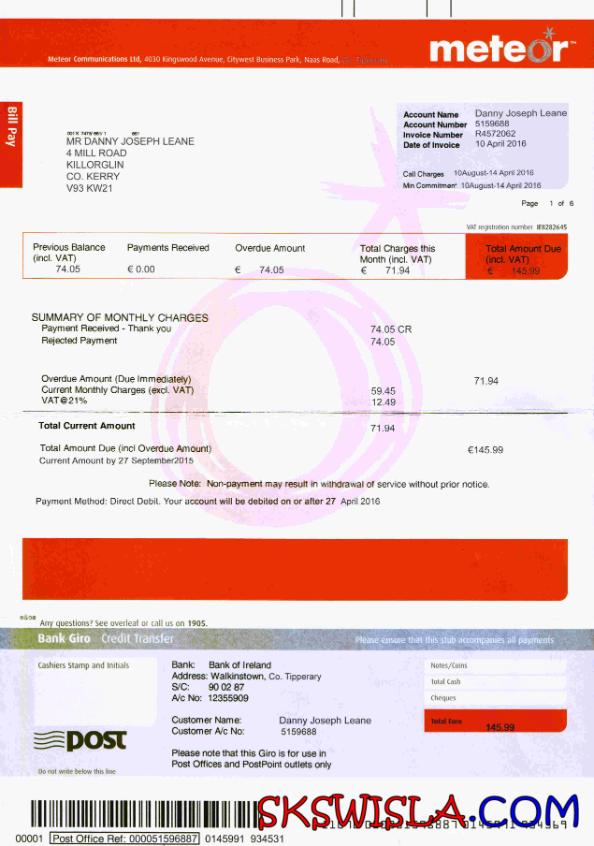 meteor™
Meteor Communications Ltd, 4030 Kingswood Avenue, Citywest Business Park, Naas Road, Co. Tipperary
Bill Pay
MR DANNY JOSEPH LEANE
4 MILL ROAD
KILLORGLIN
CO. KERRY
V93 KW21
Account Name Danny Joseph Leane
Account Number 5159688
Invoice Number R4572062
Date of Invoice 10 April 2016
Call Charges 10August-14 April 2016
Min Commitment 10August-14 April 2016
Page 1 of 6
VAT registration number IE8282645
Previous Balance Payments Received Overdue Amount Total Charges this Total Amount Due
(incl. VAT) Month (incl. VAT) (incl. VAT)
74.05 € 0.00 € 74.05 € 71.94 € 145.99
SUMMARY OF MONTHLY CHARGES
Payment Received - Thank you 74.05 CR
Rejected Payment 74.05
Overdue Amount (Due Immediately) 71.94
Current Monthly Charges (excl. VAT) 59.45
VAT@21% 12.49
Total Current Amount 71.94
Total Amount Due (incl Overdue Amount) €145.99
Current Amount by 27 September2015
Please Note: Non-payment may result in withdrawal of service without prior notice.
Payment Method: Direct Dobil. Your account will be debited on or after 27 April 2016
Any questions? See overleaf or call us on 1905.
Bank Giro Credit Transfer Please ensure that this stub accompanies all payments
Cashiers Stamp and Initials
Bank: Bank of Ireland
Address: Walkinstown, Co. Tipperary
S/C: 90 02 87
A/c No: 12355909
Customer Name: Danny Joseph Leane
Customer A/c No: 5159688
Please note that this Giro is for use in
Post Offices and PostPoint outlets only
Notes/Coins
Total Cash
Cheques
Total Euro 145.99
post
Do not write below this line
SKSWISLA.COM
00001 Post Office Ref: 000051596887 0145991 934531